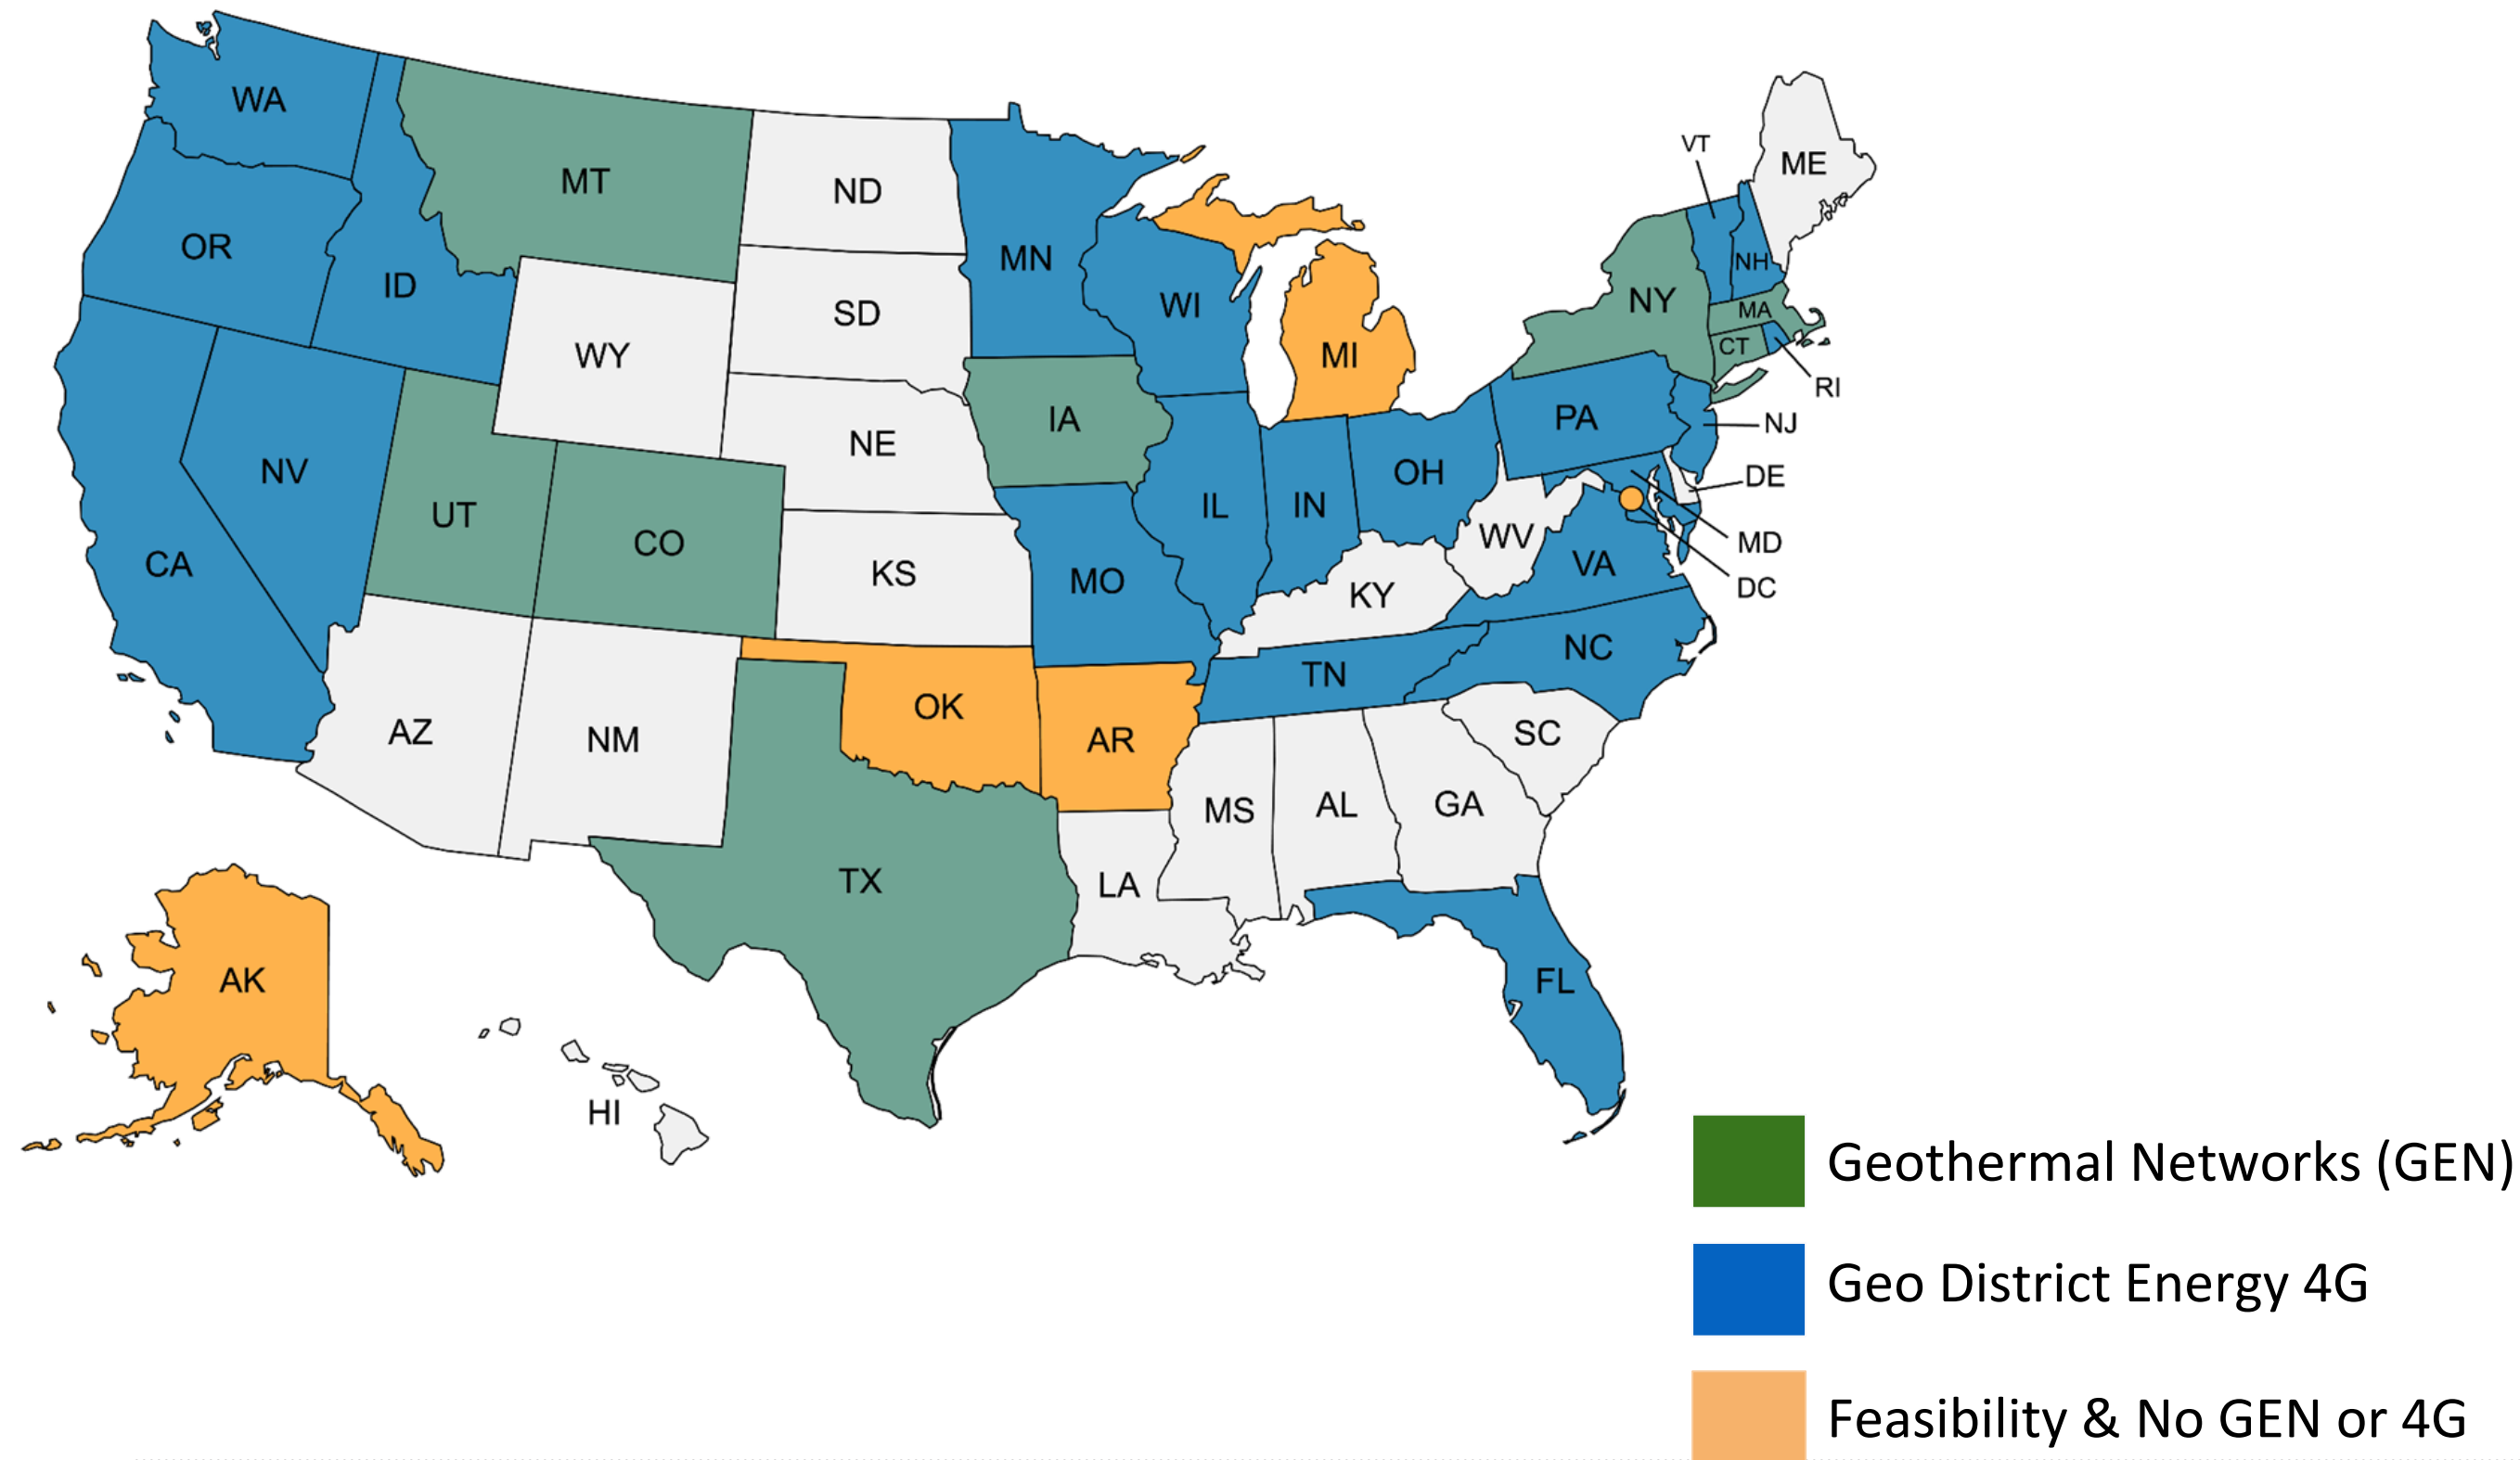 WA
MT
ND
MN
VT
ME
OR
ID
NH
SD
WI
NY
MA
WY
MI
CT
RI
IA
PA
NJ
NE
NV
OH
DE
UT
IL
IN
CO
WV
MD
CA
KS
MO
KY
VA
DC
TN
NC
OK
AZ
NM
AR
SC
MS
AL
GA
TX
LA
AK
FL
HI
Geothermal Networks (GEN)
Geo District Energy 4G
Feasibility & No GEN or 4G